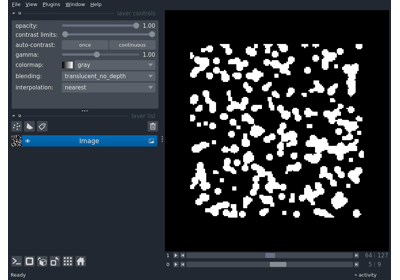 File View Plugins Window Help
layer controls
opacity: 1.00
contrast limits:
auto-contrast: once continuous
gamma: 1.00
colormap: gray
blending: translucent_no_depth
interpolation: nearest
layer list
Image
1 64 127
0 5 9
Ready activity